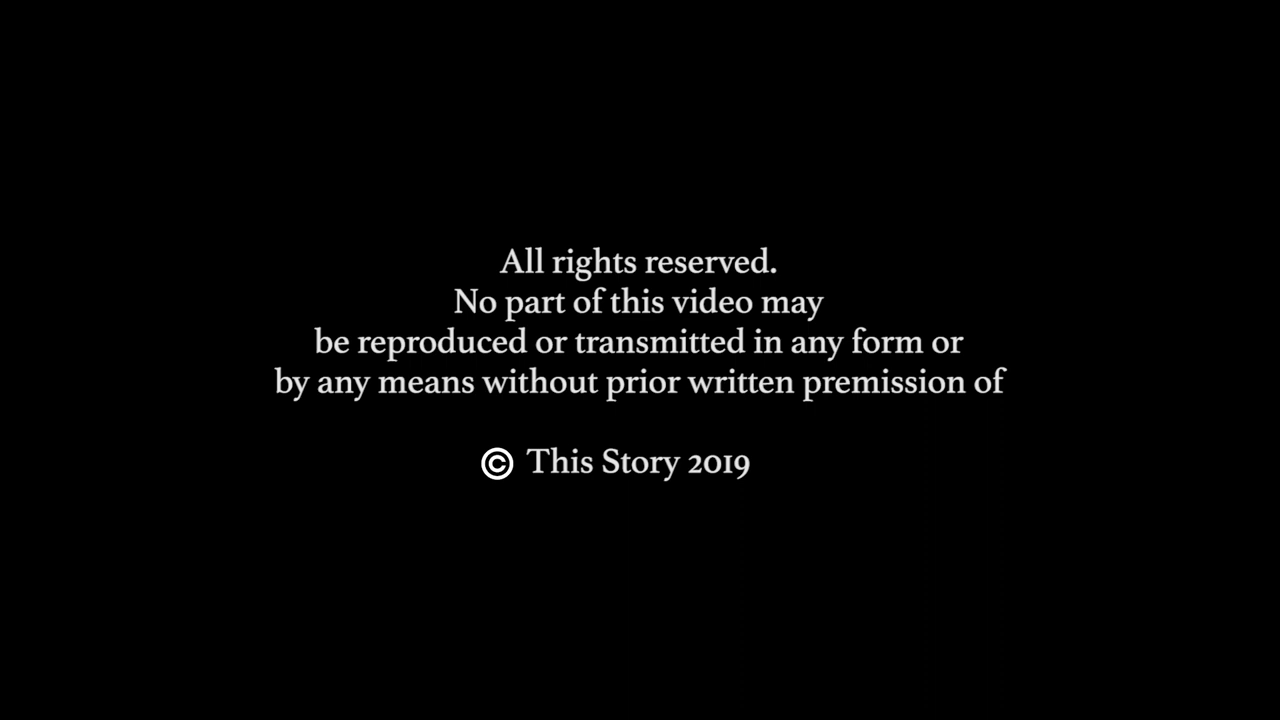 All rights reserved.
No part of this video may
be reproduced or transmitted in any form or
by any means without prior written premission of
© This Story 2019